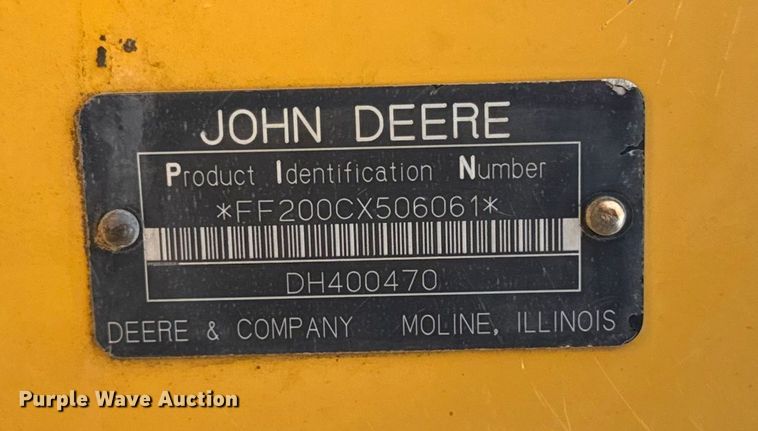 JOHN DEERE
Product Identification Number
*FF200CX506061*
DH400470
DEERE & COMPANY MOLINE, ILLINOIS
Purple Wave Auction